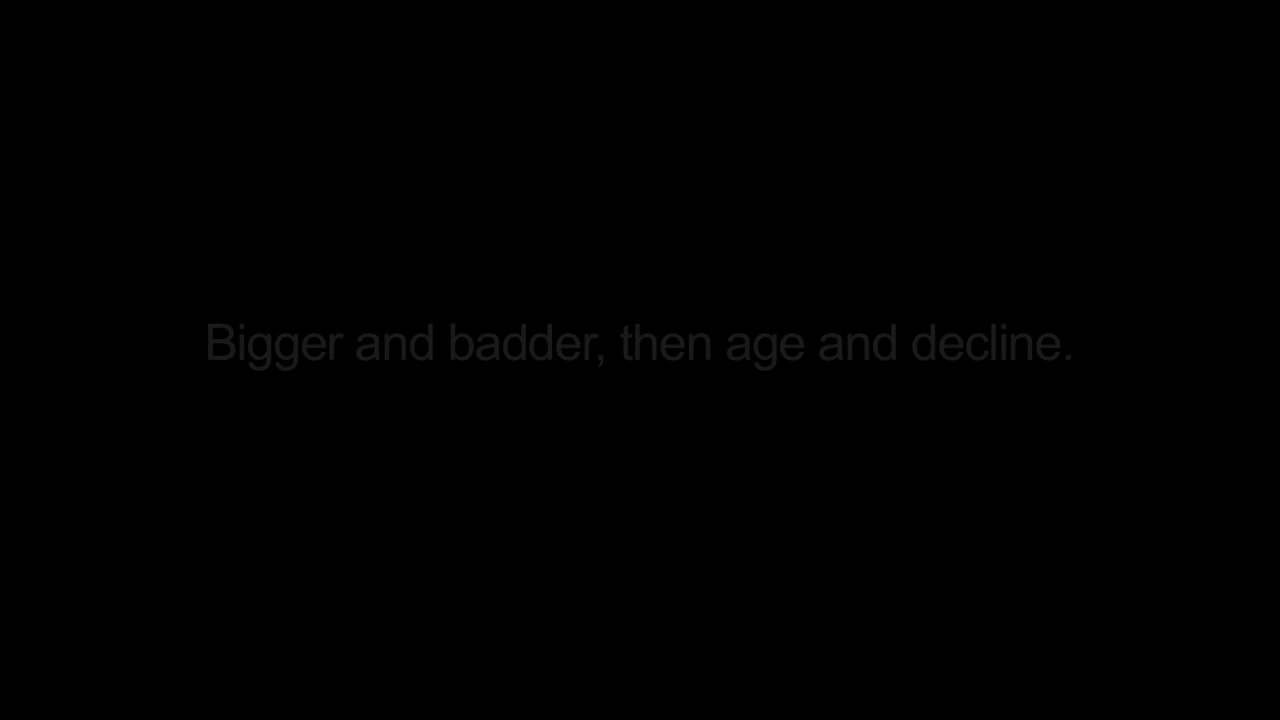 Bigger and badder, then age and decline.